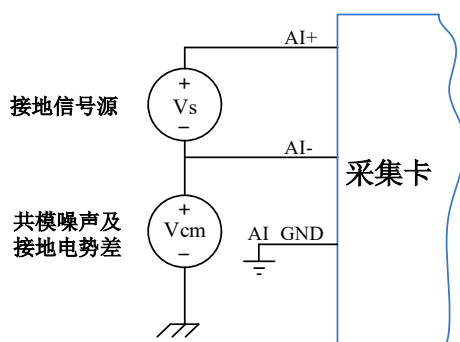 AI+
+
Vs
−
接地信号源
AI-
采集卡
共模噪声及
接地电势差
+
Vcm
−
AI GND